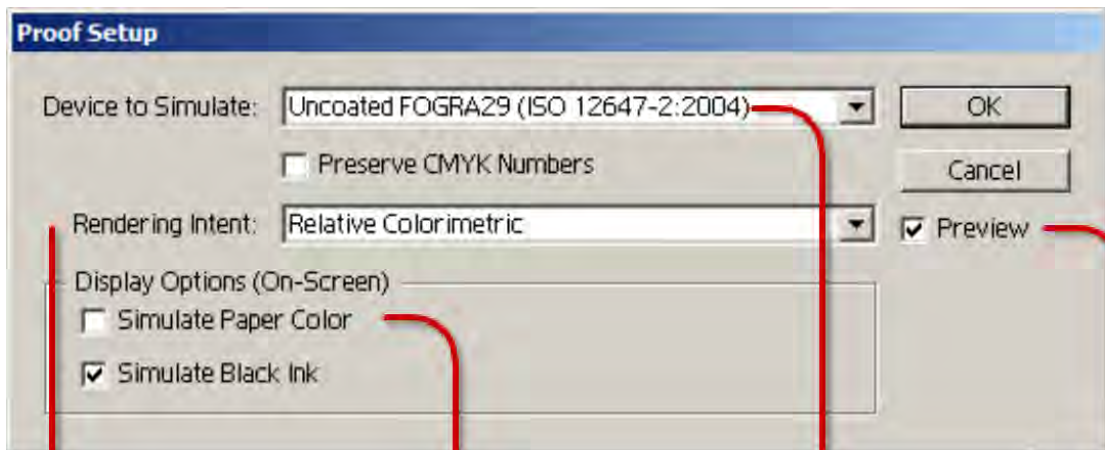 Proof Setup
Device to Simulate: Uncoated FOGRA29 (ISO 12647-2:2004) OK
Preserve CMYK Numbers Cancel
Rendering Intent: Relative Colorimetric Preview
Display Options (On-Screen)
Simulate Paper Color
Simulate Black Ink